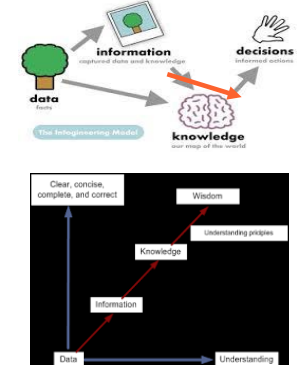 information
captured data and knowledge
decisions
informed actions
data
facts
The Infogineering Model
knowledge
our map of the world
Clear, concise,
complete, and correct
Wisdom
Understanding priciples
Knowledge
Information
Data
Understanding